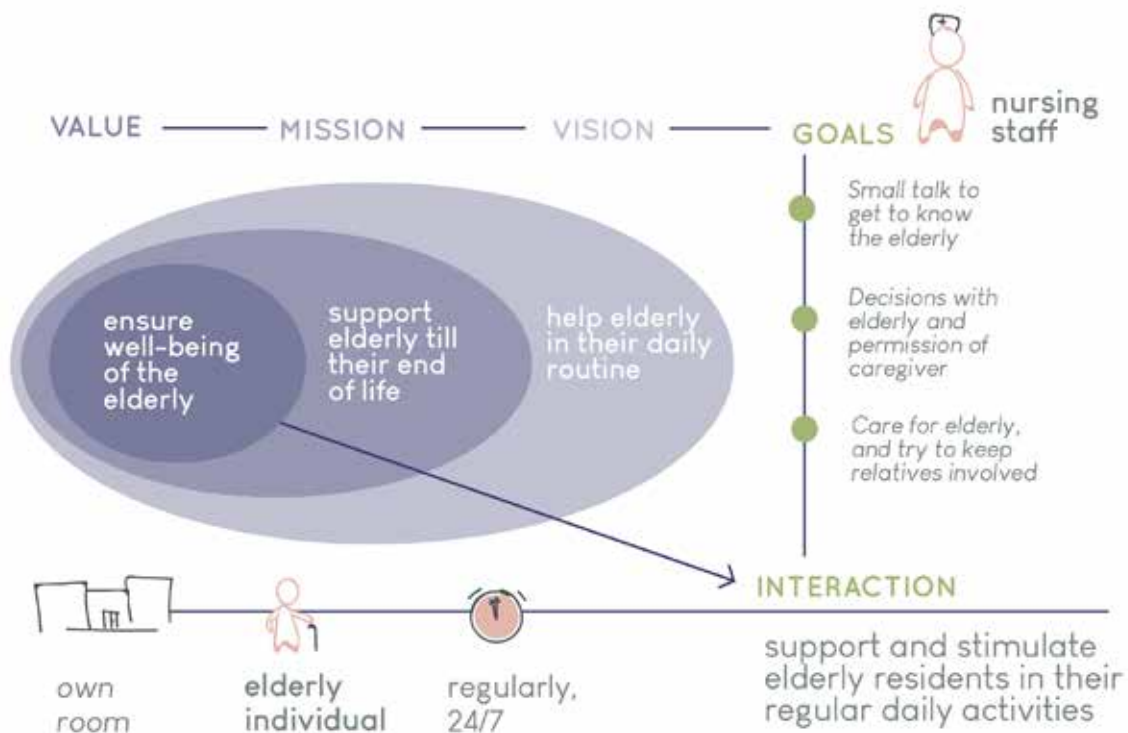 nursing
staff
VALUE MISSION VISION GOALS
Small talk to
get to know
the elderly
ensure
well-being
of the
elderly
support
elderly till
their end
of life
help elderly
in their daily
routine
Decisions with
elderly and
permission of
caregiver
Care for elderly,
and try to keep
relatives involved
INTERACTION
own
room
elderly
individual
regularly,
24/7
support and stimulate
elderly residents in their
regular daily activities